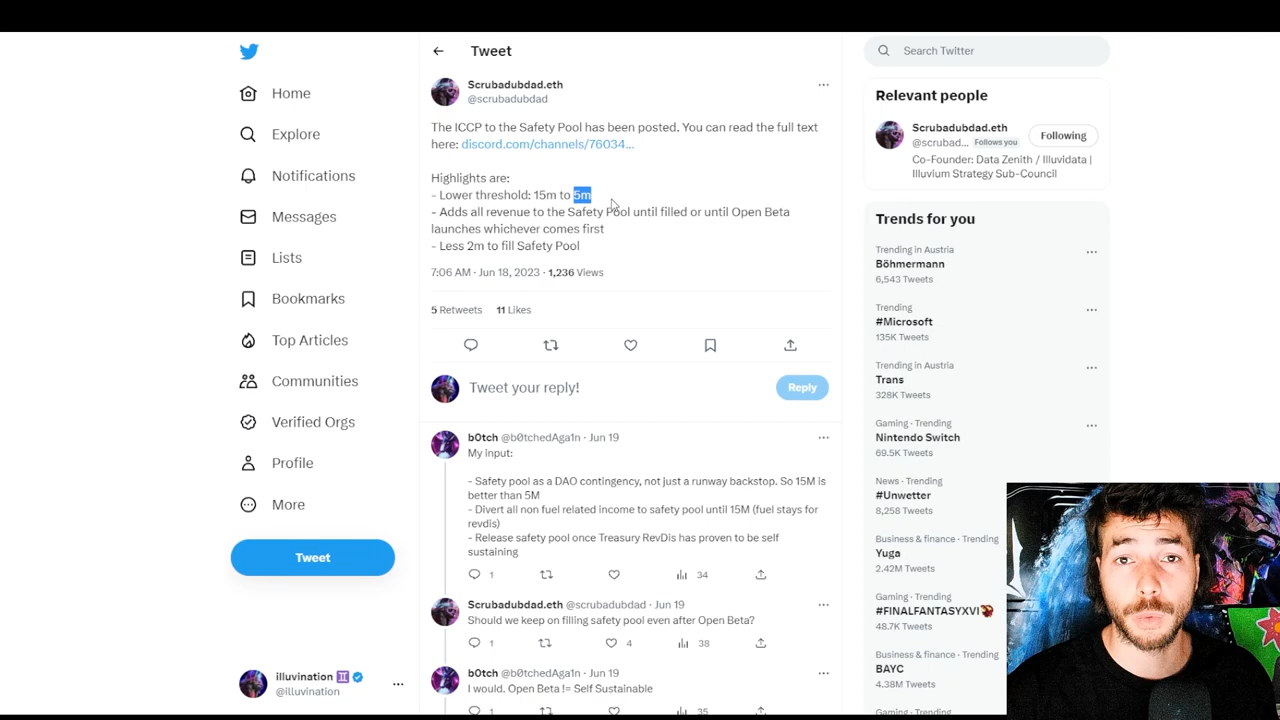 Tweet
Search Twitter
Home
Explore
Notifications
Messages
Lists
Bookmarks
Top Articles
Communities
Verified Orgs
Profile
More
Tweet
illuvination
@illuvination
Scrubadubdad.eth
@scrubadubdad
The ICCP to the Safety Pool has been posted. You can read the full text
here: discord.com/channels/76034...
Highlights are:
- Lower threshold: 15m to 5m
- Adds all revenue to the Safety Pool until filled or until Open Beta
launches whichever comes first
- Less 2m to fill Safety Pool
7:06 AM · Jun 18, 2023 · 1,236 Views
5 Retweets 11 Likes
Tweet your reply!
Reply
b0tch @b0tchedAga1n · Jun 19
My input:
- Safety pool as a DAO contingency, not just a runway backstop. So 15M is
better than 5M
- Divert all non fuel related income to safety pool until 15M (fuel stays for
revdis)
- Release safety pool once Treasury RevDis has proven to be self
sustaining
1 34
Scrubadubdad.eth @scrubadubdad · Jun 19
Should we keep on filling safety pool even after Open Beta?
1 4 38
b0tch @b0tchedAga1n · Jun 19
I would. Open Beta != Self Sustainable
1 35
Relevant people
Scrubadubdad.eth
@scrubad... Follows you
Following
Co-Founder: Data Zenith / Illuvidata |
Illuvium Strategy Sub-Council
Trends for you
Trending in Austria
Böhmermann
6,543 Tweets
Trending
#Microsoft
135K Tweets
Trending in Austria
Trans
328K Tweets
Gaming · Trending
Nintendo Switch
69.5K Tweets
News · Trending
#Unwetter
8,258 Tweets
Business & finance · Trending
Yuga
2.42M Tweets
Gaming · Trending
#FINALFANTASYXVI
48.7K Tweets
Business & finance · Trending
BAYC
4.38M Tweets
Gaming · Trending